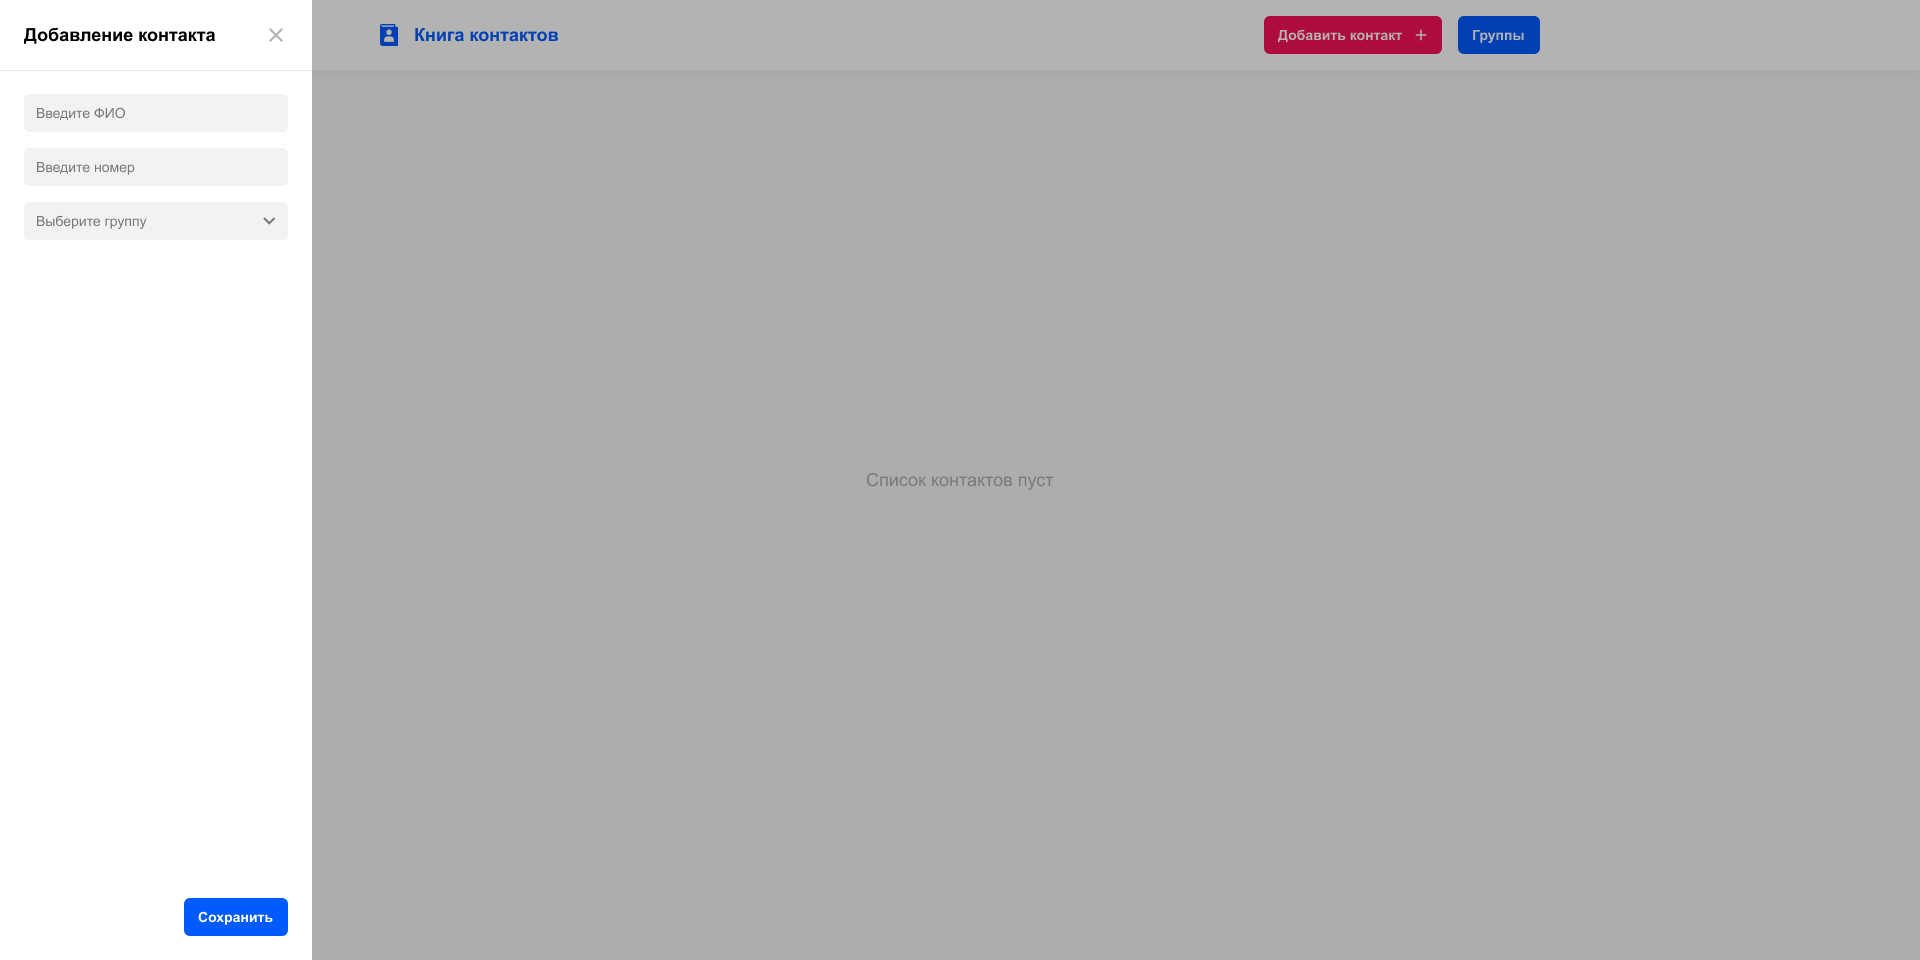 Добавление контакта
Введите ФИО
Введите номер
Выберите группу
Сохранить
Книга контактов
Добавить контакт
Группы
Список контактов пуст